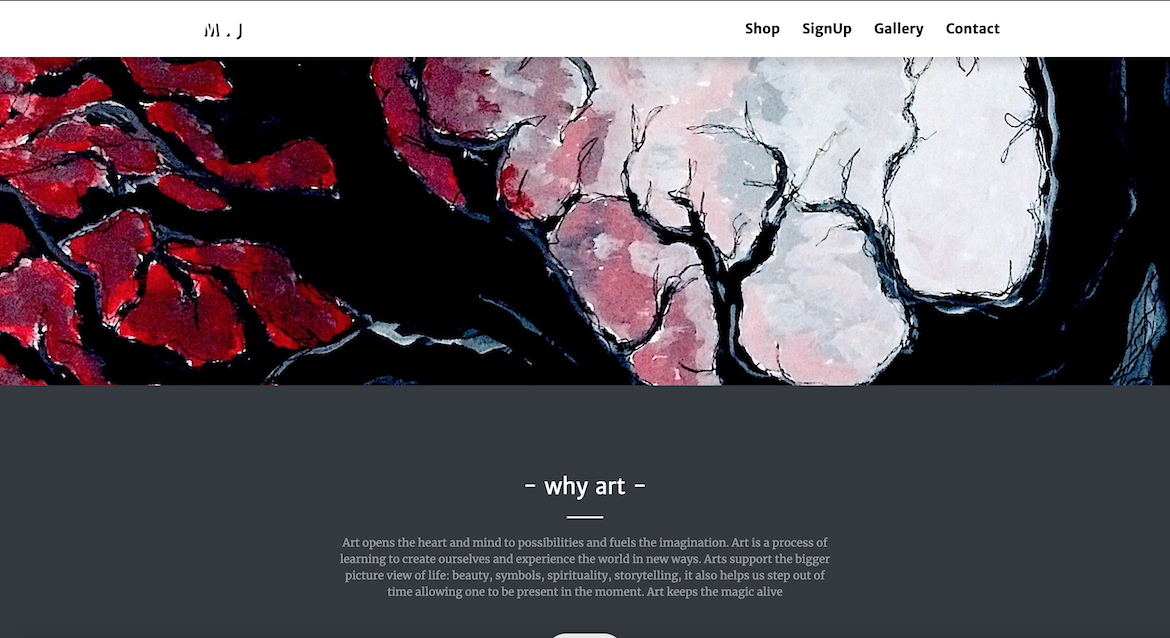 M . J
Shop SignUp Gallery Contact
- why art -
Art opens the heart and mind to possibilities and fuels the imagination. Art is a process of
learning to create ourselves and experience the world in new ways. Arts support the bigger
picture view of life: beauty, symbols, spirituality, storytelling, it also helps us step out of
time allowing one to be present in the moment. Art keeps the magic alive